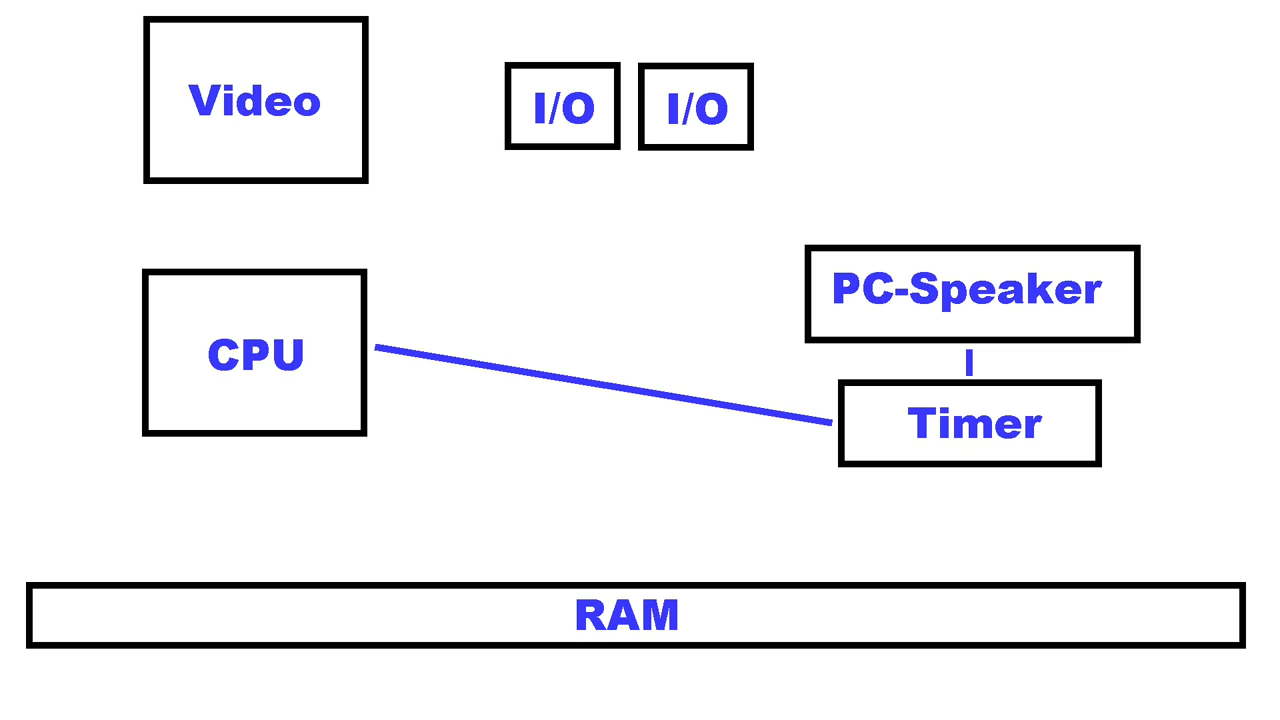 Video
I/O
I/O
PC-Speaker
CPU
Timer
RAM